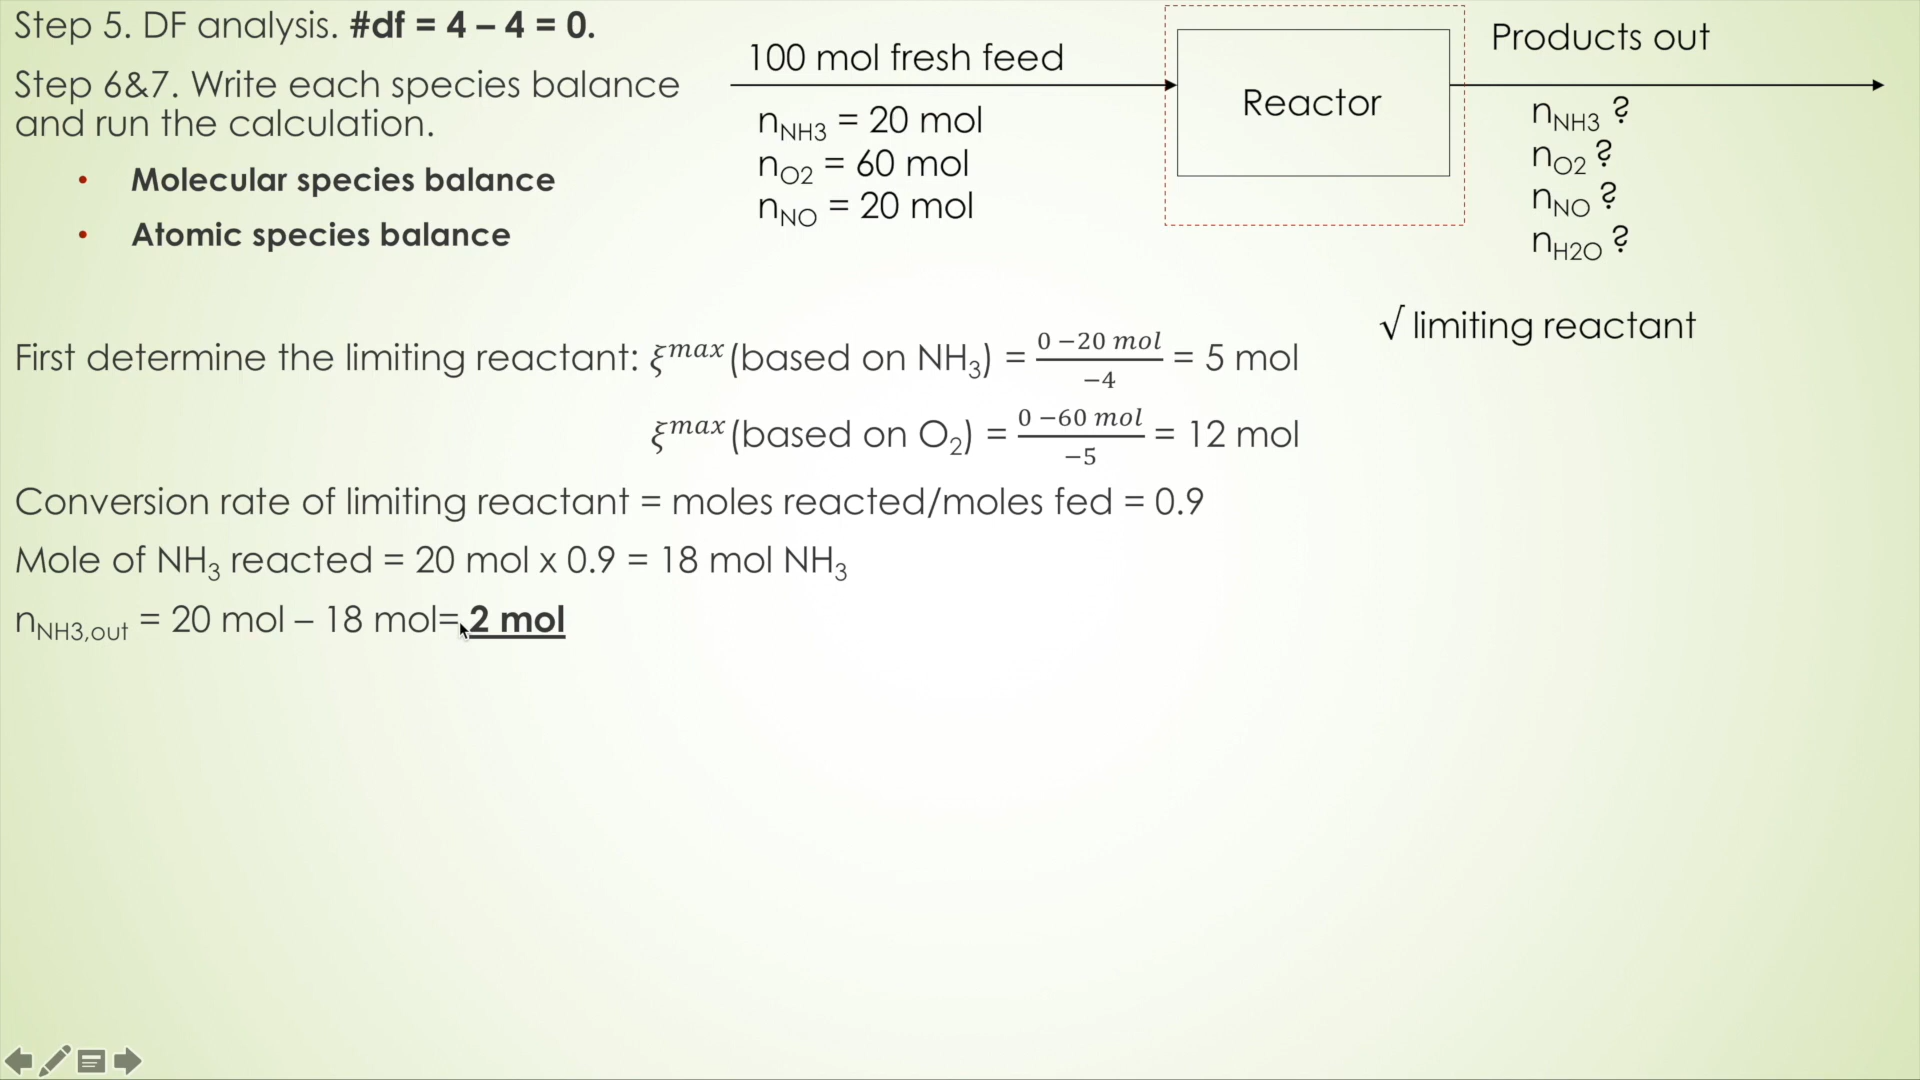 Step 5. DF analysis. #df = 4 – 4 = 0.
Step 6&7. Write each species balance
and run the calculation.
• Molecular species balance
• Atomic species balance
100 mol fresh feed
n_NH3 = 20 mol
n_O2 = 60 mol
n_NO = 20 mol
Reactor
Products out
n_NH3 ?
n_O2 ?
n_NO ?
n_H2O ?
√ limiting reactant
First determine the limiting reactant: ξ^max (based on NH₃) = (0 −20 mol)/(−4) = 5 mol
ξ^max (based on O₂) = (0 −60 mol)/(−5) = 12 mol
Conversion rate of limiting reactant = moles reacted/moles fed = 0.9
Mole of NH₃ reacted = 20 mol x 0.9 = 18 mol NH₃
n_NH3,out = 20 mol – 18 mol= 2 mol